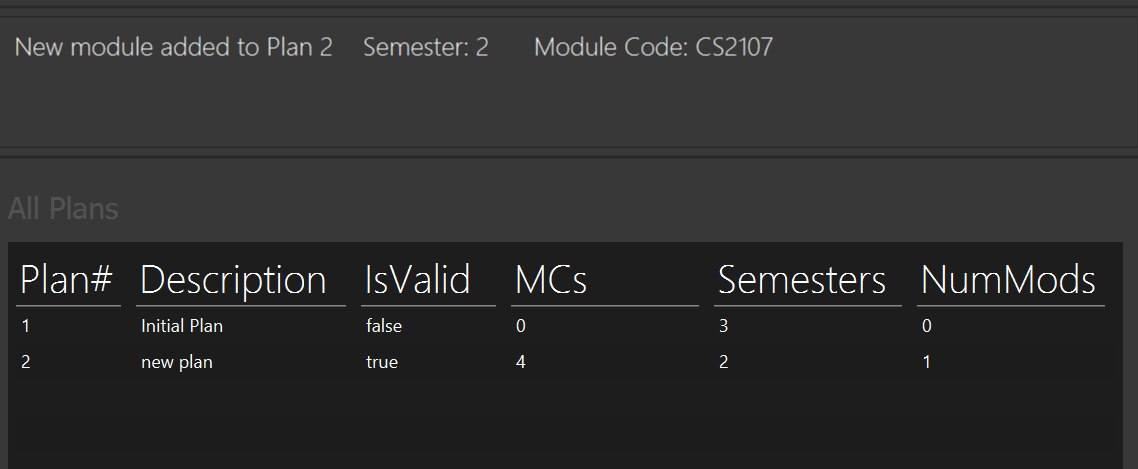 New module added to Plan 2 Semester: 2 Module Code: CS2107
All Plans
Plan# Description IsValid MCs Semesters NumMods
1 Initial Plan false 0 3 0
2 new plan true 4 2 1